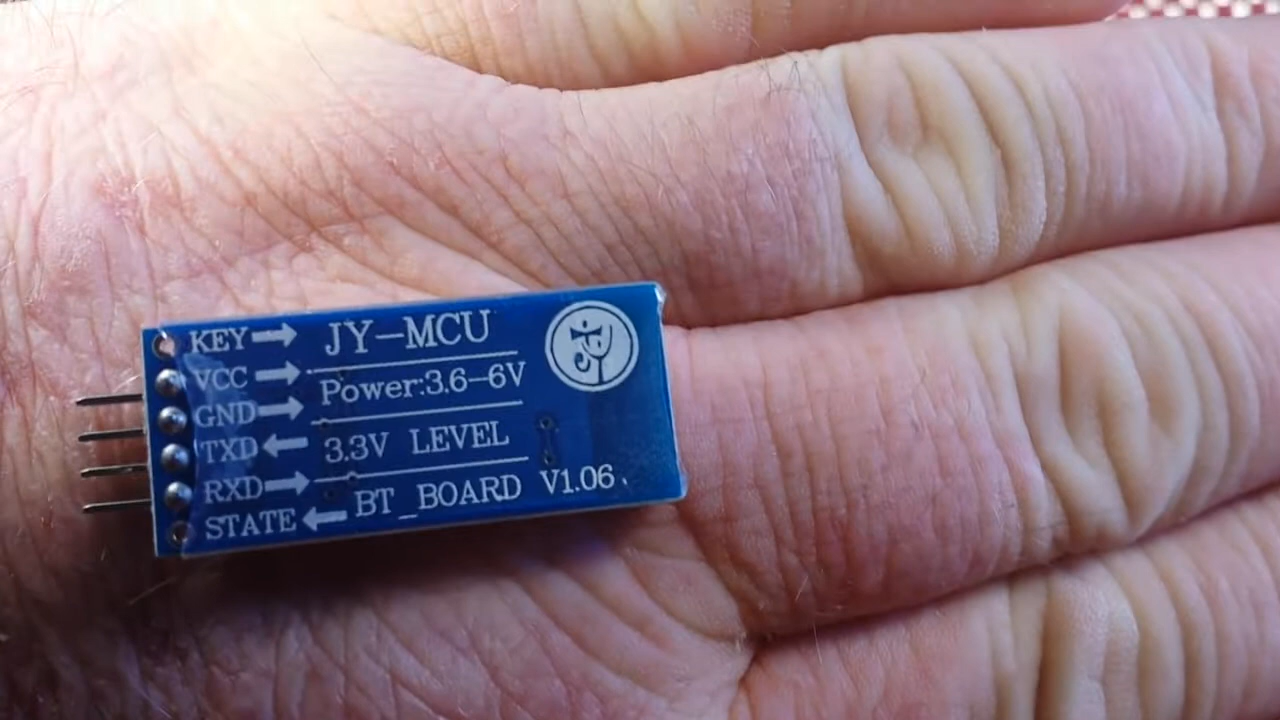 KEY JY-MCU
VCC Power:3.6-6V
GND
TXD 3.3V LEVEL
RXD
STATE BT_BOARD V1.06